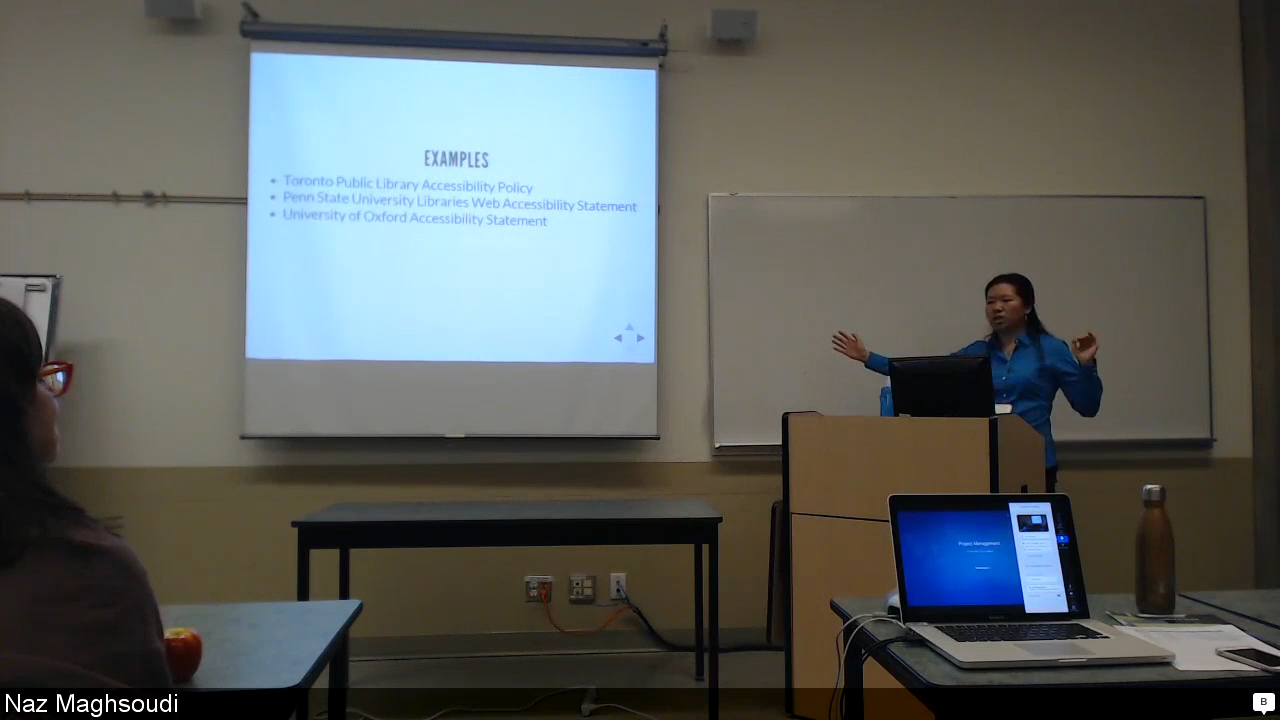 EXAMPLES
Toronto Public Library Accessibility Policy
Penn State University Libraries Web Accessibility Statement
University of Oxford Accessibility Statement
Project Management
Naz Maghsoudi
B